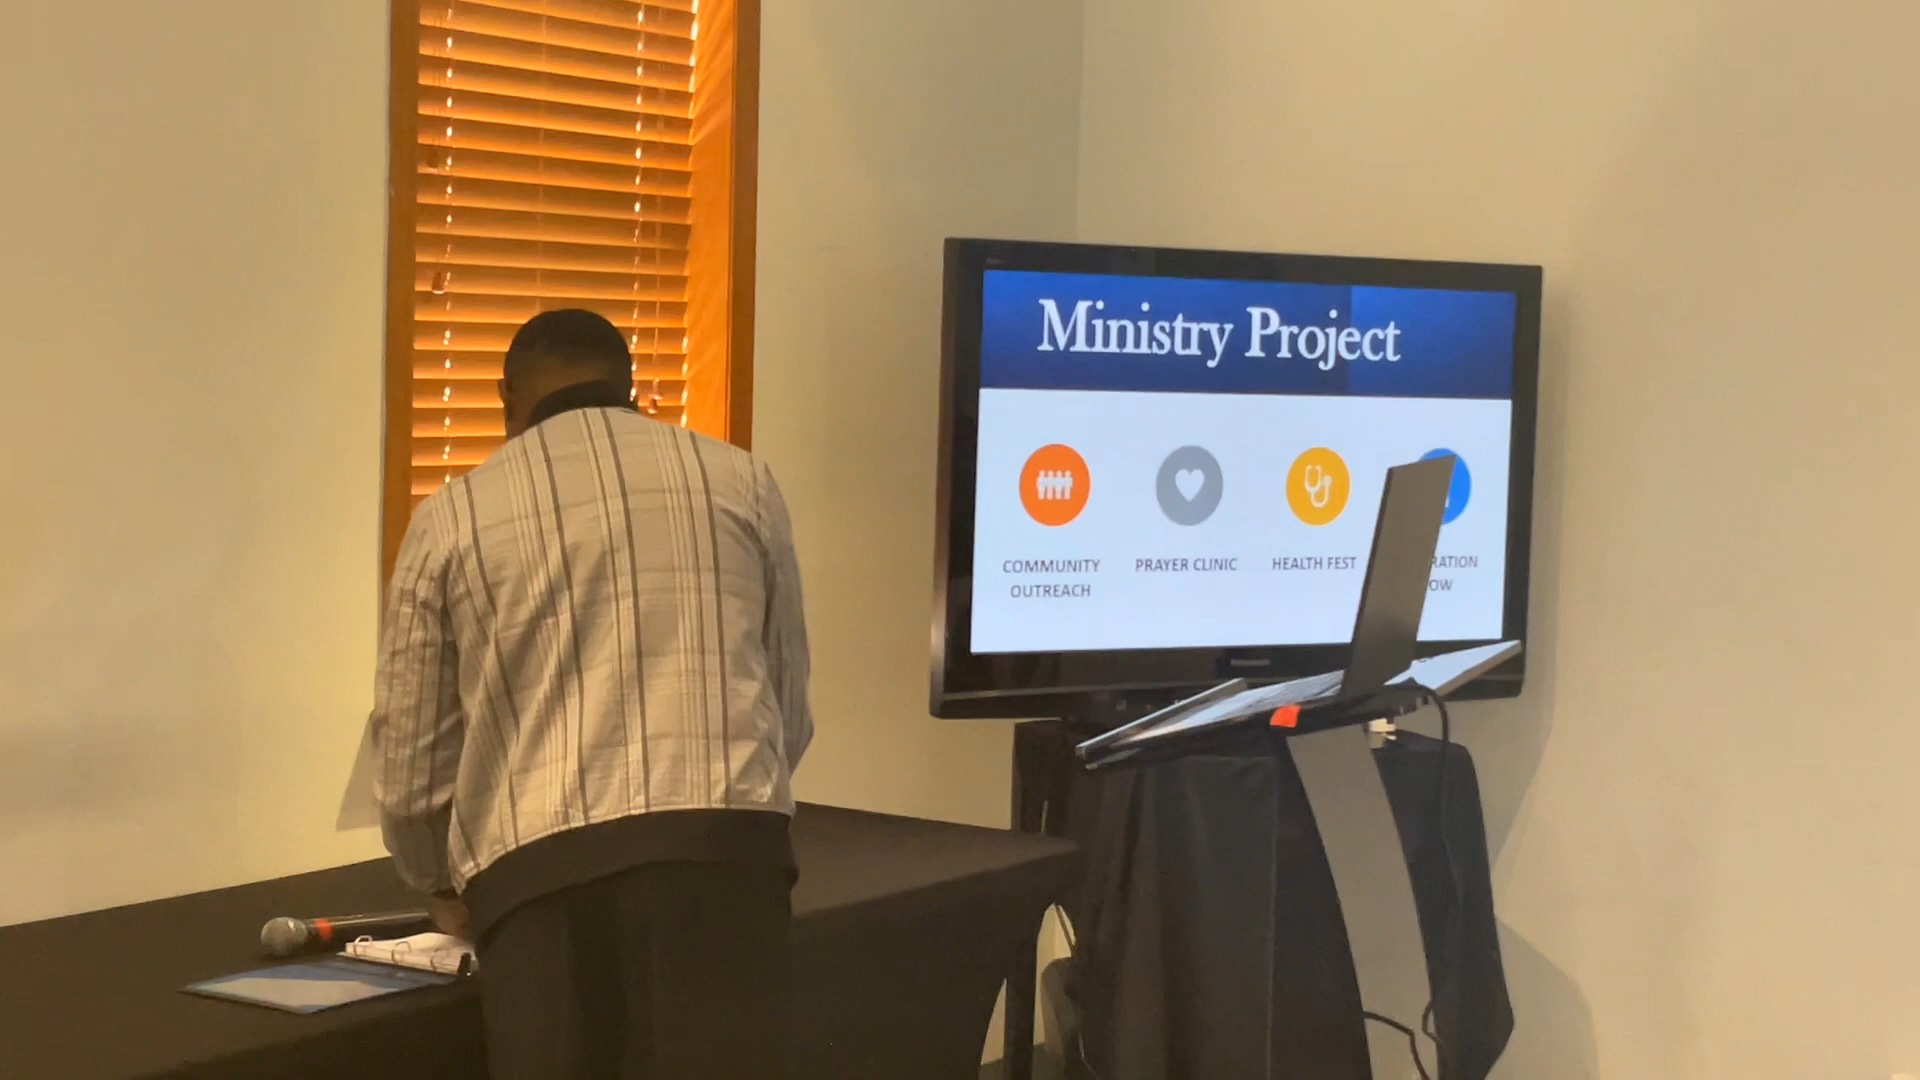 Ministry Project
COMMUNITY
OUTREACH
PRAYER CLINIC
HEALTH FEST